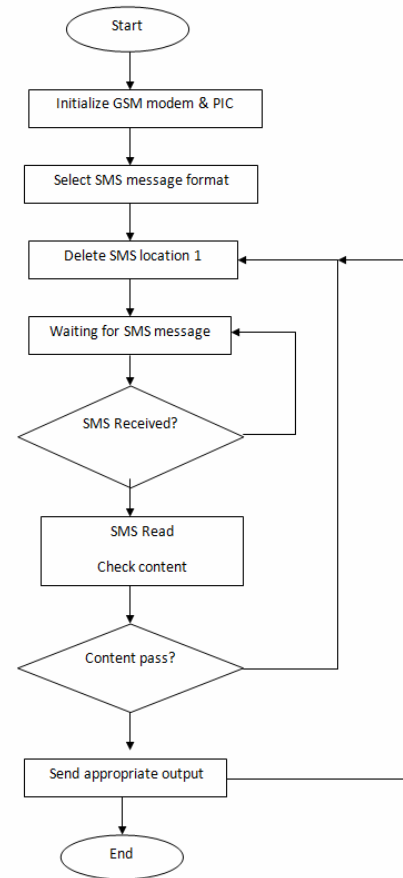 Start
Initialize GSM modem & PIC
Select SMS message format
Delete SMS location 1
Waiting for SMS message
SMS Received?
SMS Read
Check content
Content pass?
Send appropriate output
End